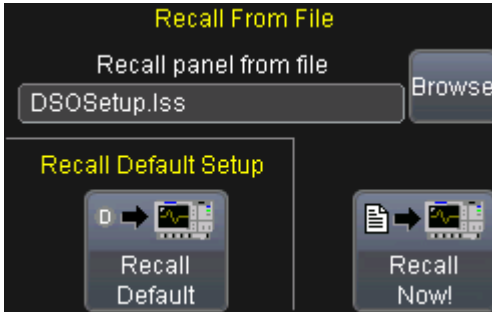 Recall From File
Recall panel from file
DSOSetup.lss
Browse
Recall Default Setup
D
Recall
Default
Recall
Now!